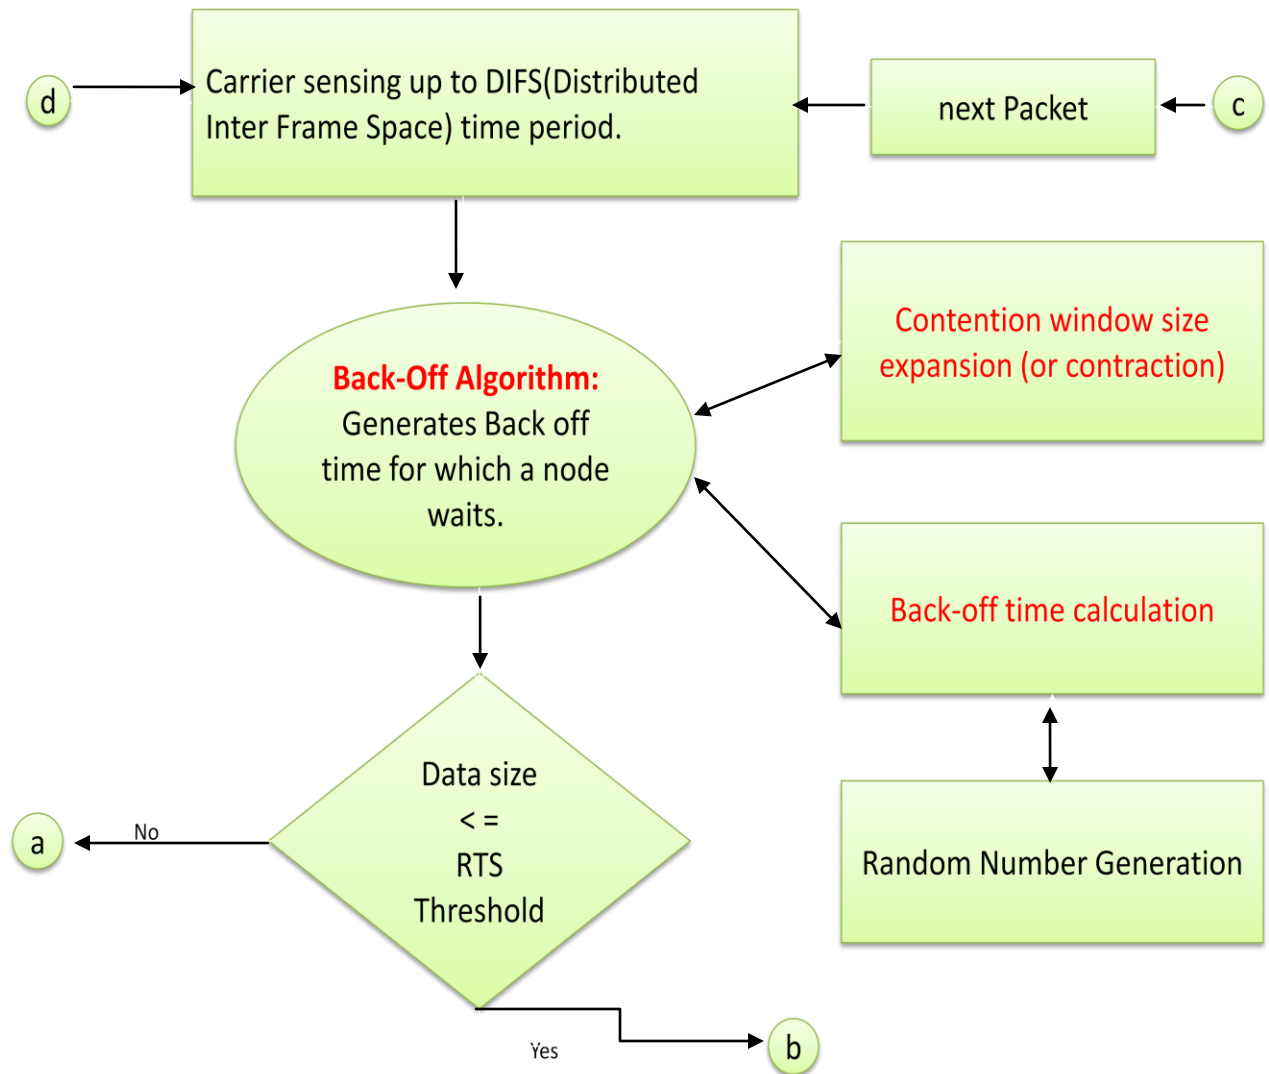 d
Carrier sensing up to DIFS(Distributed
Inter Frame Space) time period.
next Packet
c
Contention window size
expansion (or contraction)
Back-Off Algorithm:
Generates Back off
time for which a node
waits.
Back-off time calculation
Data size
< =
RTS
Threshold
No
a
Random Number Generation
Yes
b